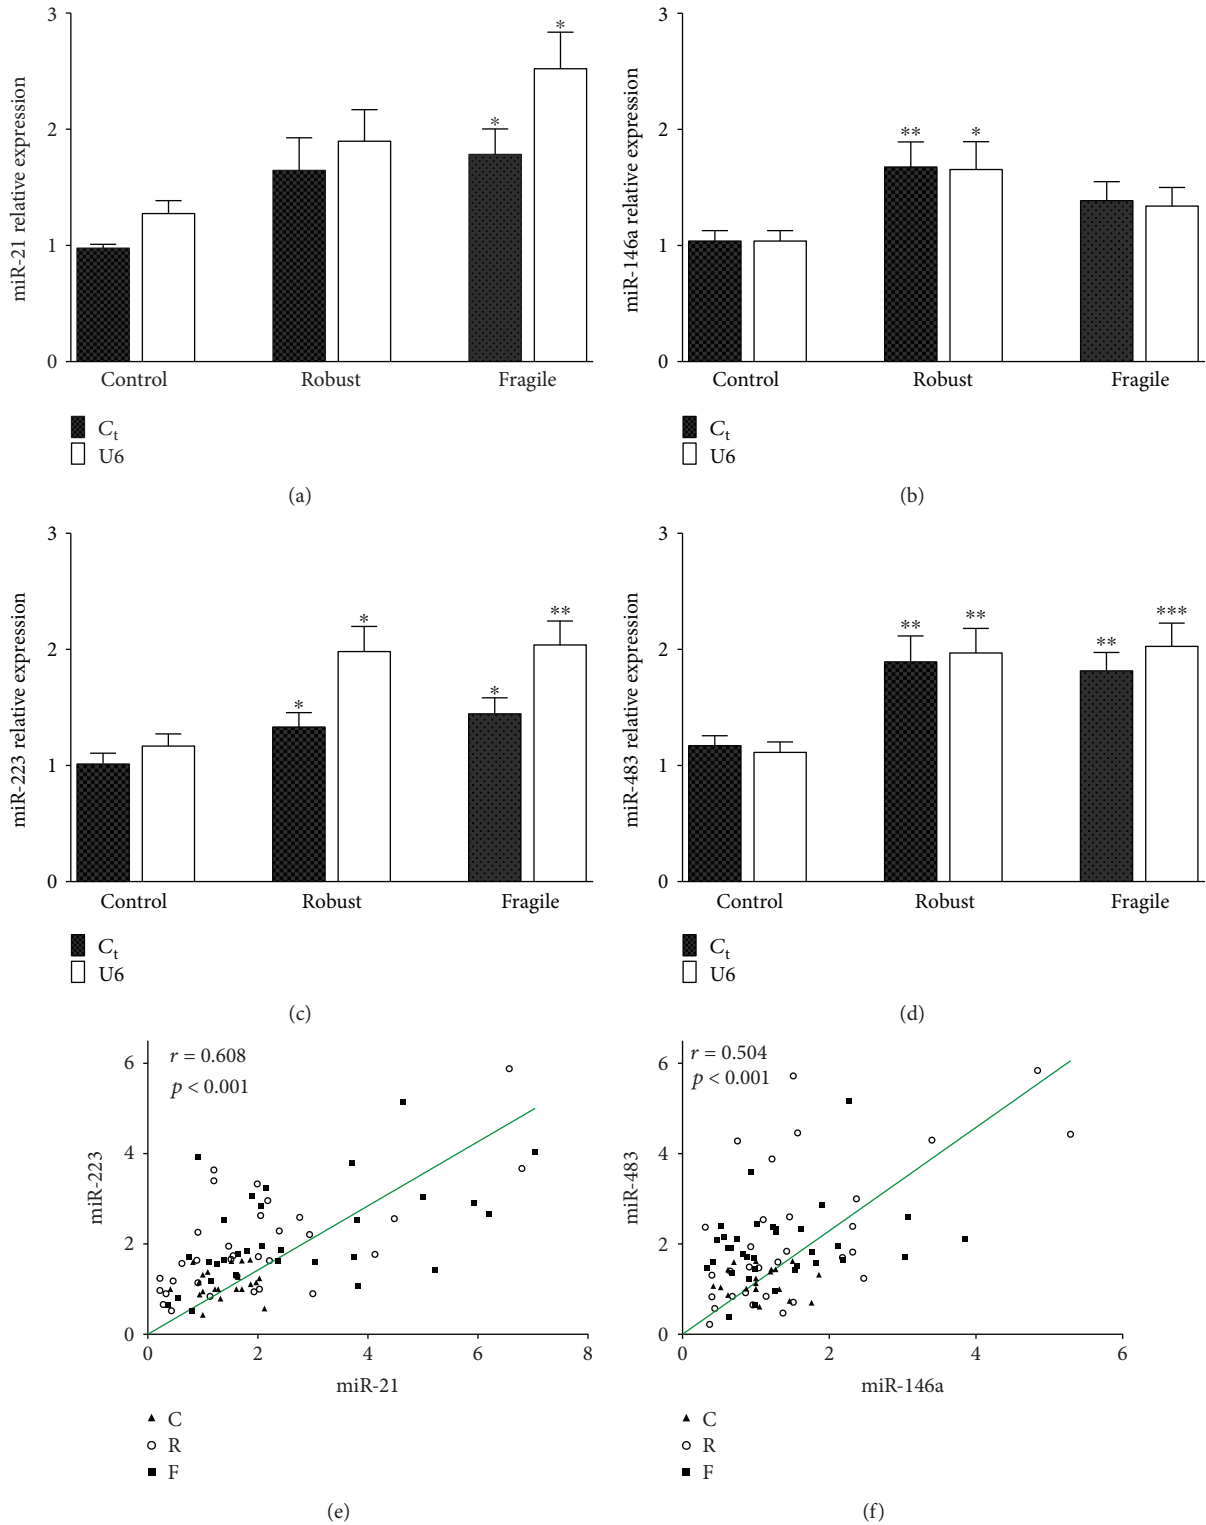 3
2
1
0
miR-21 relative expression
*
*
Control Robust Fragile
Ct
U6
(a)
3
2
1
0
miR-146a relative expression
**
*
Control Robust Fragile
Ct
U6
(b)
3
2
1
0
miR-223 relative expression
*
*
*
**
Control Robust Fragile
Ct
U6
(c)
3
2
1
0
miR-483 relative expression
**
**
**
***
Control Robust Fragile
Ct
U6
(d)
r = 0.608
p < 0.001
6
4
2
0
miR-223
0 2 4 6 8
miR-21
C
R
F
(e)
r = 0.504
p < 0.001
6
4
2
0
miR-483
0 2 4 6
miR-146a
C
R
F
(f)